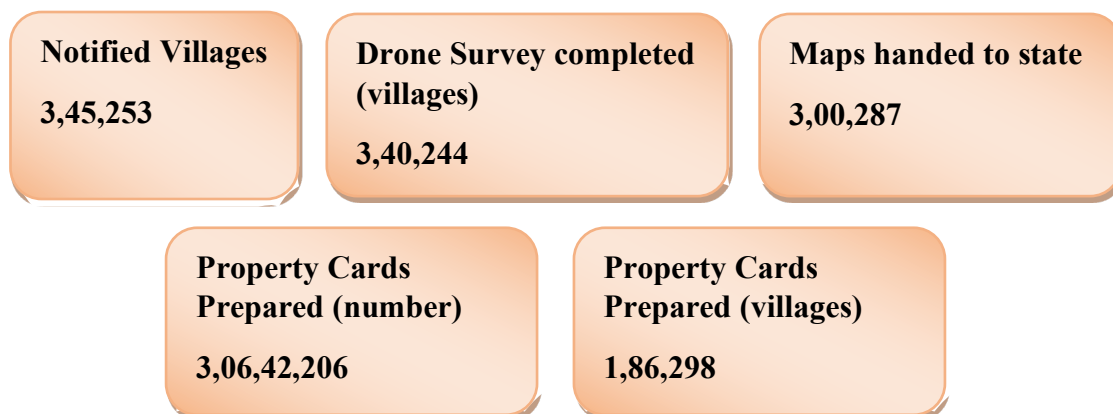 Notified Villages
3,45,253
Drone Survey completed
(villages)
3,40,244
Maps handed to state
3,00,287
Property Cards
Prepared (number)
3,06,42,206
Property Cards
Prepared (villages)
1,86,298